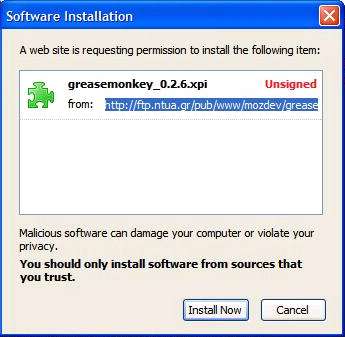 Software Installation
A web site is requesting permission to install the following item:
greasemonkey_0.2.6.xpi Unsigned
from: http://ftp.ntua.gr/pub/www/mozdev/grease
Malicious software can damage your computer or violate your
privacy.
You should only install software from sources that
you trust.
Install Now Cancel